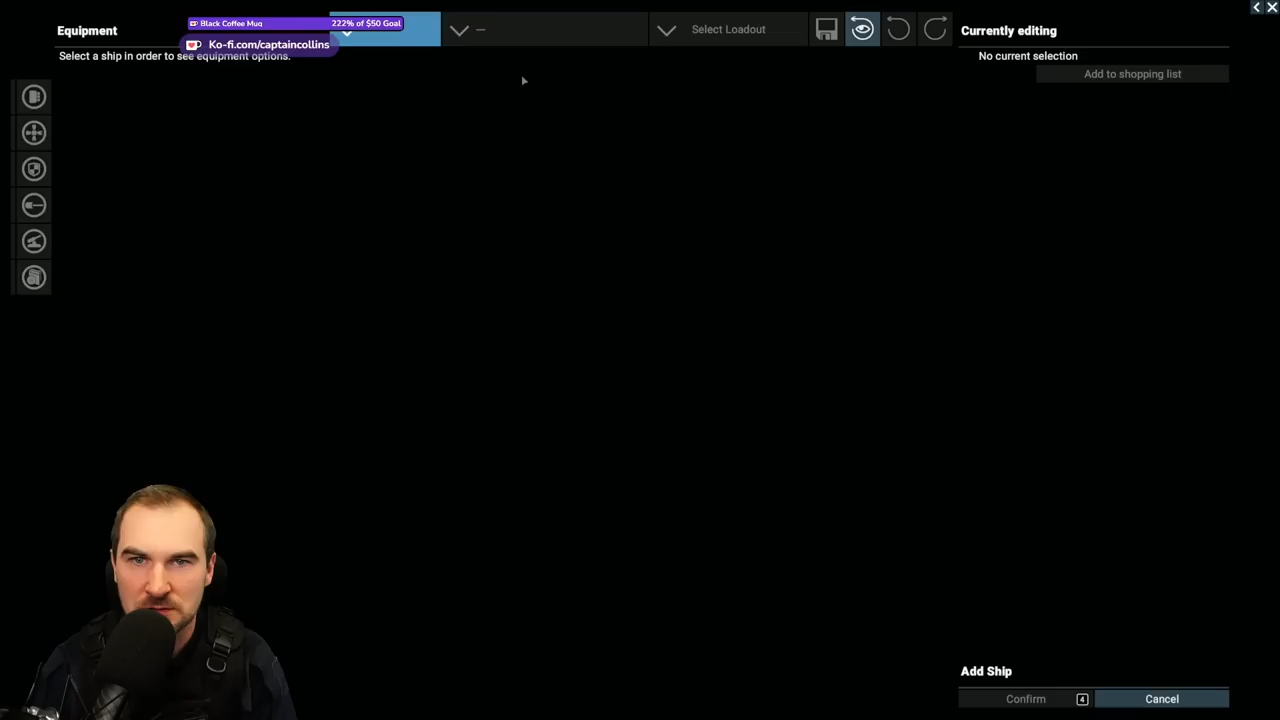 Equipment
Black Coffee Mug
222% of $50 Goal
Ko-fi.com/captaincollins
Select a ship in order to see equipment options.
—
Select Loadout
Currently editing
No current selection
Add to shopping list
Add Ship
Confirm
4
Cancel